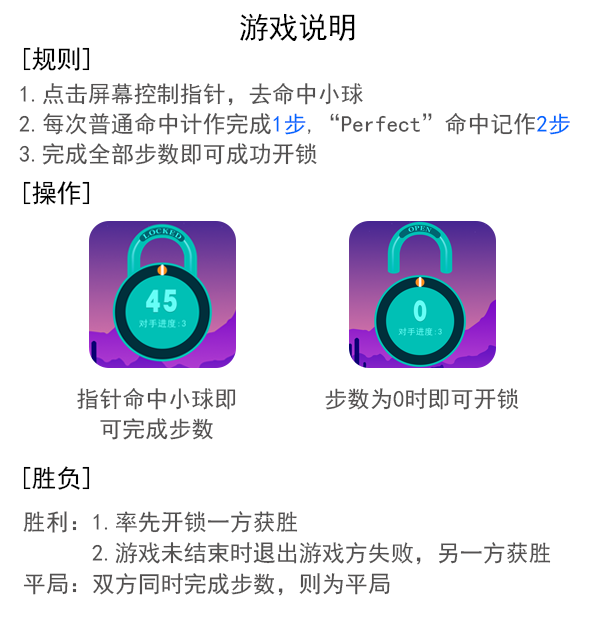 游戏说明
[规则]
1.点击屏幕控制指针，去命中小球
2.每次普通命中计作完成1步，“Perfect”命中记作2步
3.完成全部步数即可成功开锁
[操作]
LOCKED
45
对手进度:3
OPEN
0
对手进度:3
指针命中小球即
可完成步数
步数为0时即可开锁
[胜负]
胜利：1.率先开锁一方获胜
2.游戏未结束时退出游戏方失败，另一方获胜
平局：双方同时完成步数，则为平局